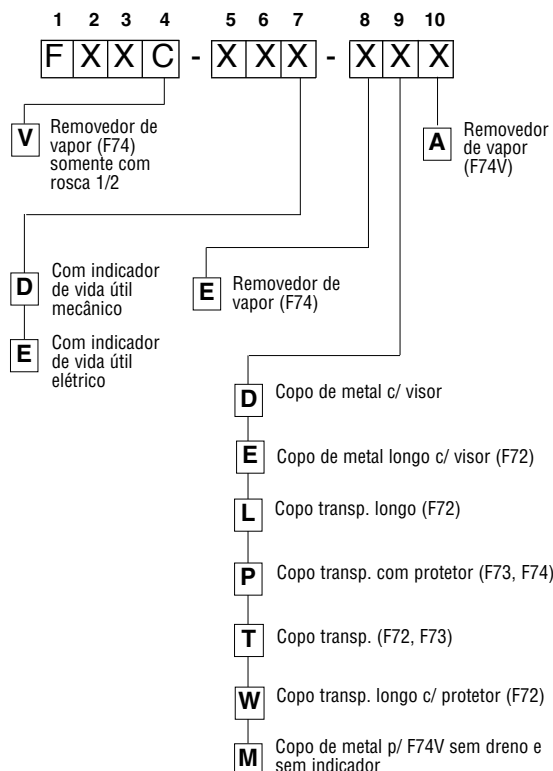 1 2 3 4 5 6 7 8 9 10
F X X C - X X X - X X X
V Removedor de
vapor (F74)
somente com
rosca 1/2
A Removedor
de vapor
(F74V)
D Com indicador
de vida útil
mecânico
E Com indicador
de vida útil
elétrico
E Removedor de
vapor (F74)
D Copo de metal c/ visor
E Copo de metal longo c/ visor (F72)
L Copo transp. longo (F72)
P Copo transp. com protetor (F73, F74)
T Copo transp. (F72, F73)
W Copo transp. longo c/ protetor (F72)
M Copo de metal p/ F74V sem dreno e
sem indicador